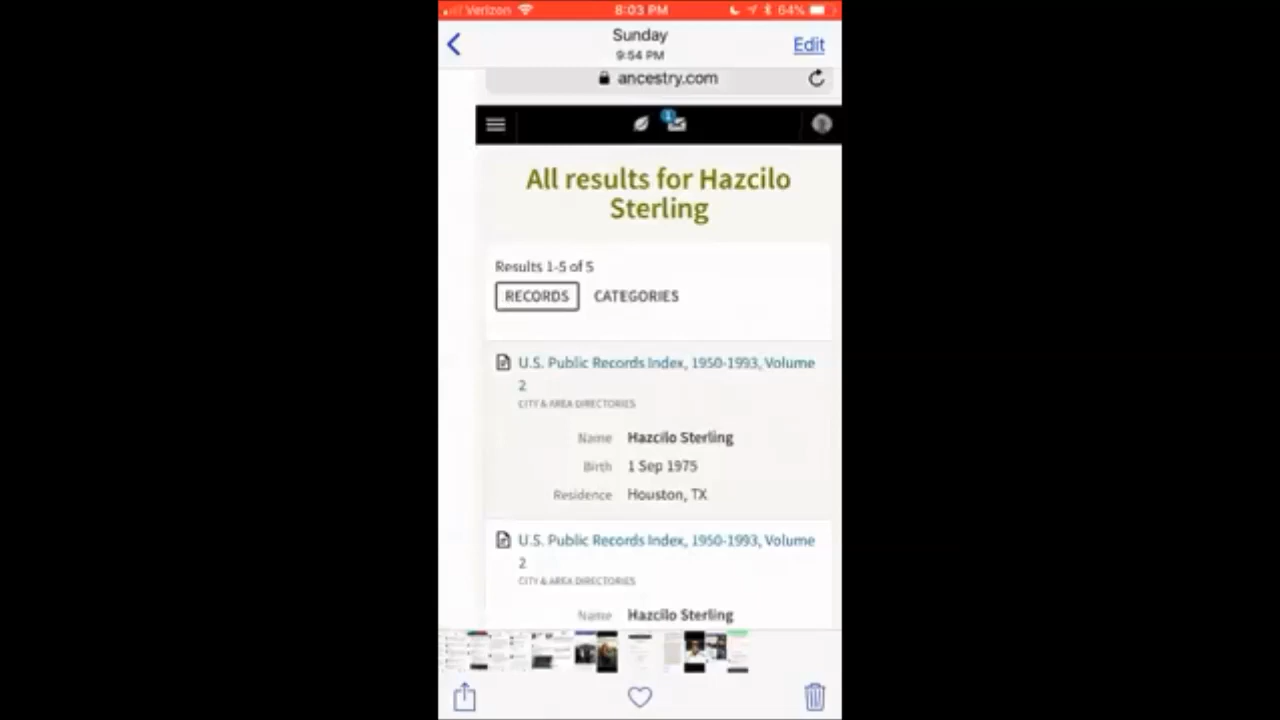 Verizon 8:03 PM 64%
Sunday
9:54 PM
Edit
ancestry.com
1
All results for Hazcilo
Sterling
Results 1-5 of 5
RECORDS CATEGORIES
U.S. Public Records Index, 1950-1993, Volume
2
CITY & AREA DIRECTORIES
Name Hazcilo Sterling
Birth 1 Sep 1975
Residence Houston, TX
U.S. Public Records Index, 1950-1993, Volume
2
CITY & AREA DIRECTORIES
Name Hazcilo Sterling